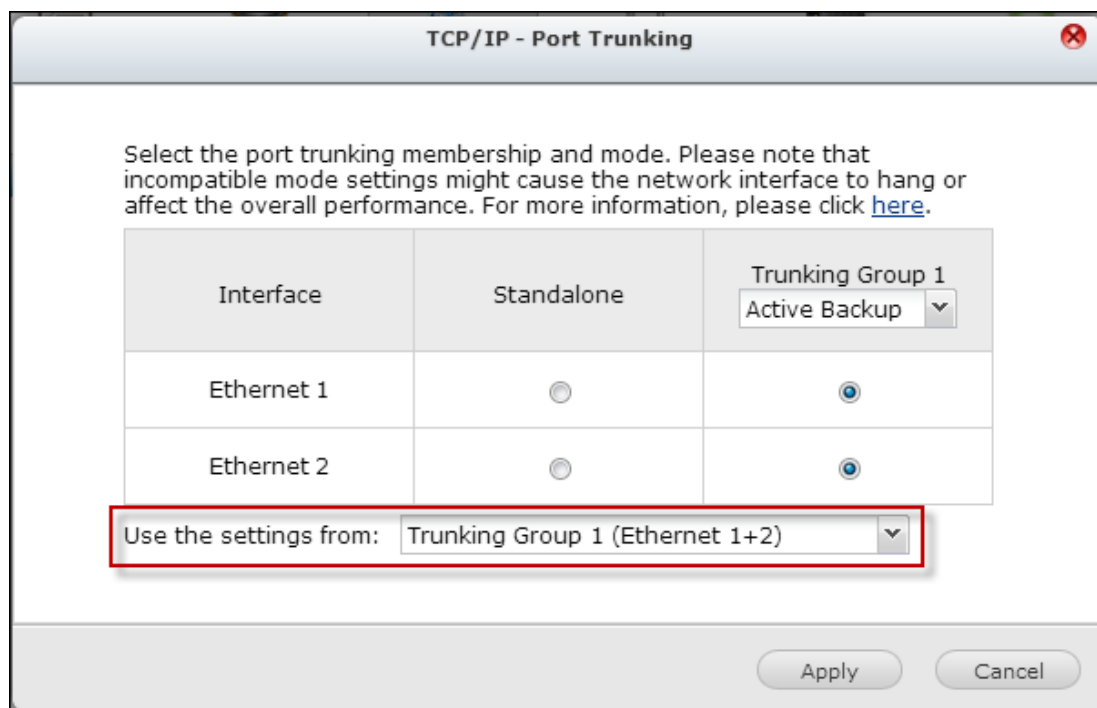 TCP/IP - Port Trunking
Select the port trunking membership and mode. Please note that
incompatible mode settings might cause the network interface to hang or
affect the overall performance. For more information, please click here.
Interface
Standalone
Trunking Group 1
Active Backup
Ethernet 1
Ethernet 2
Use the settings from: Trunking Group 1 (Ethernet 1+2)
Apply
Cancel